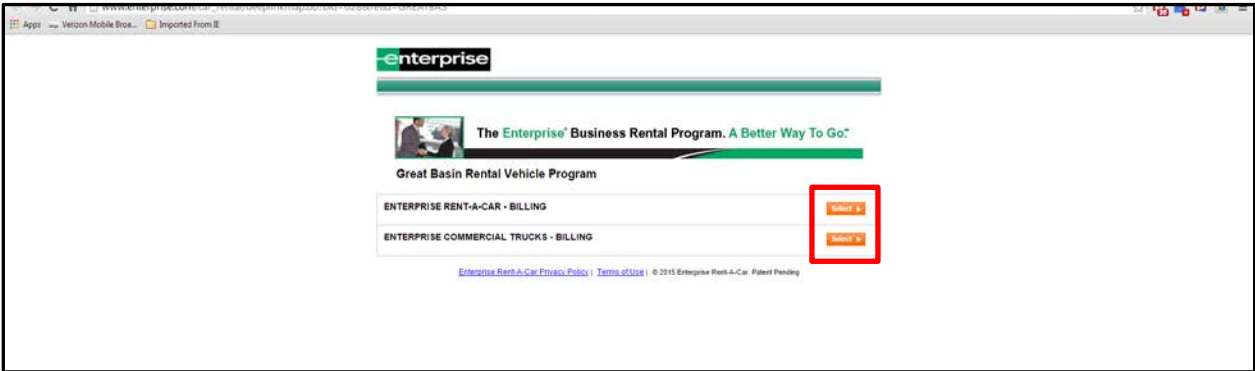 Apps Verizon Mobile Broa... Imported From IE
enterprise
The Enterprise® Business Rental Program. A Better Way To Go.℠
Great Basin Rental Vehicle Program
ENTERPRISE RENT-A-CAR - BILLING
Select
ENTERPRISE COMMERCIAL TRUCKS - BILLING
Select
Enterprise Rent-A-Car Privacy Policy | Terms of Use | © 2015 Enterprise Rent-A-Car. Patent Pending